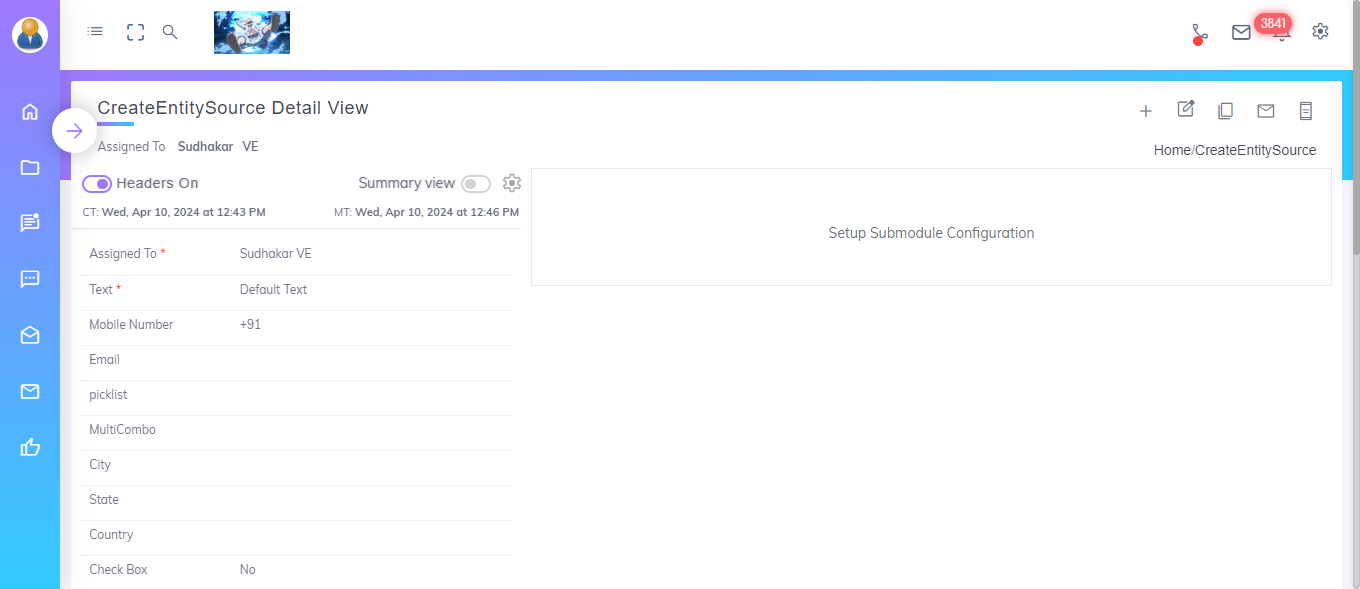 3841
CreateEntitySource Detail View
Assigned To Sudhakar VE
Home/CreateEntitySource
Headers On Summary view
CT: Wed, Apr 10, 2024 at 12:43 PM MT: Wed, Apr 10, 2024 at 12:46 PM
Setup Submodule Configuration
Assigned To * Sudhakar VE
Text * Default Text
Mobile Number +91
Email
picklist
MultiCombo
City
State
Country
Check Box No